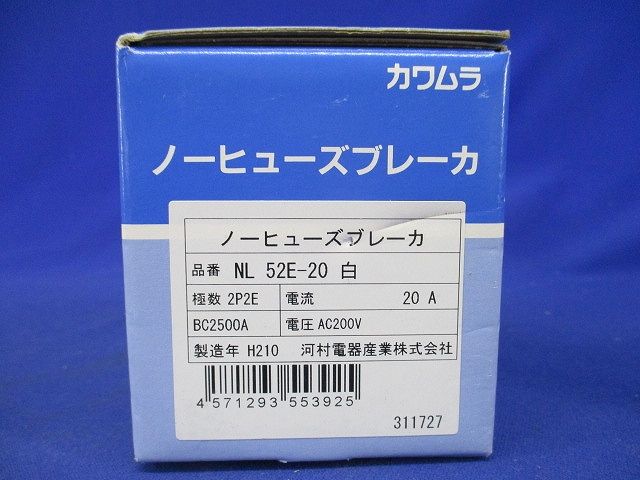 カワムラ
ノーヒューズブレーカ
ノーヒューズブレーカ
品番 NL 52E-20 白
極数 2P2E 電流 20 A
BC2500A 電圧 AC200V
製造年 H210 河村電器産業株式会社
4 571293 553925
311727